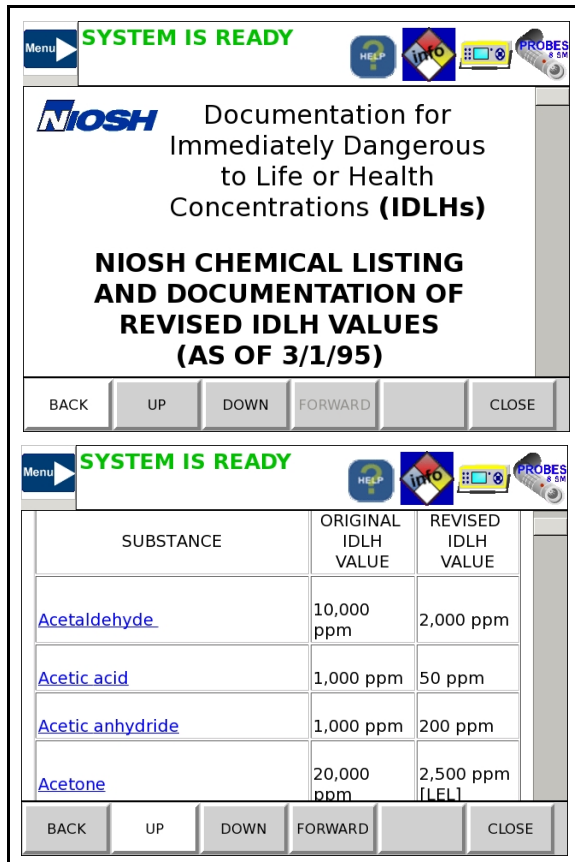 Menu
SYSTEM IS READY
HELP
info
PROBES
& SM
NIOSH
Documentation for
Immediately Dangerous
to Life or Health
Concentrations (IDLHs)
NIOSH CHEMICAL LISTING
AND DOCUMENTATION OF
REVISED IDLH VALUES
(AS OF 3/1/95)
BACK UP DOWN FORWARD CLOSE
Menu
SYSTEM IS READY
HELP
info
PROBES
& SM
SUBSTANCE
ORIGINAL
IDLH
VALUE
REVISED
IDLH
VALUE
Acetaldehyde
10,000
ppm
2,000 ppm
Acetic acid 1,000 ppm 50 ppm
Acetic anhydride 1,000 ppm 200 ppm
Acetone
20,000
ppm
2,500 ppm
[LEL]
BACK UP DOWN FORWARD CLOSE